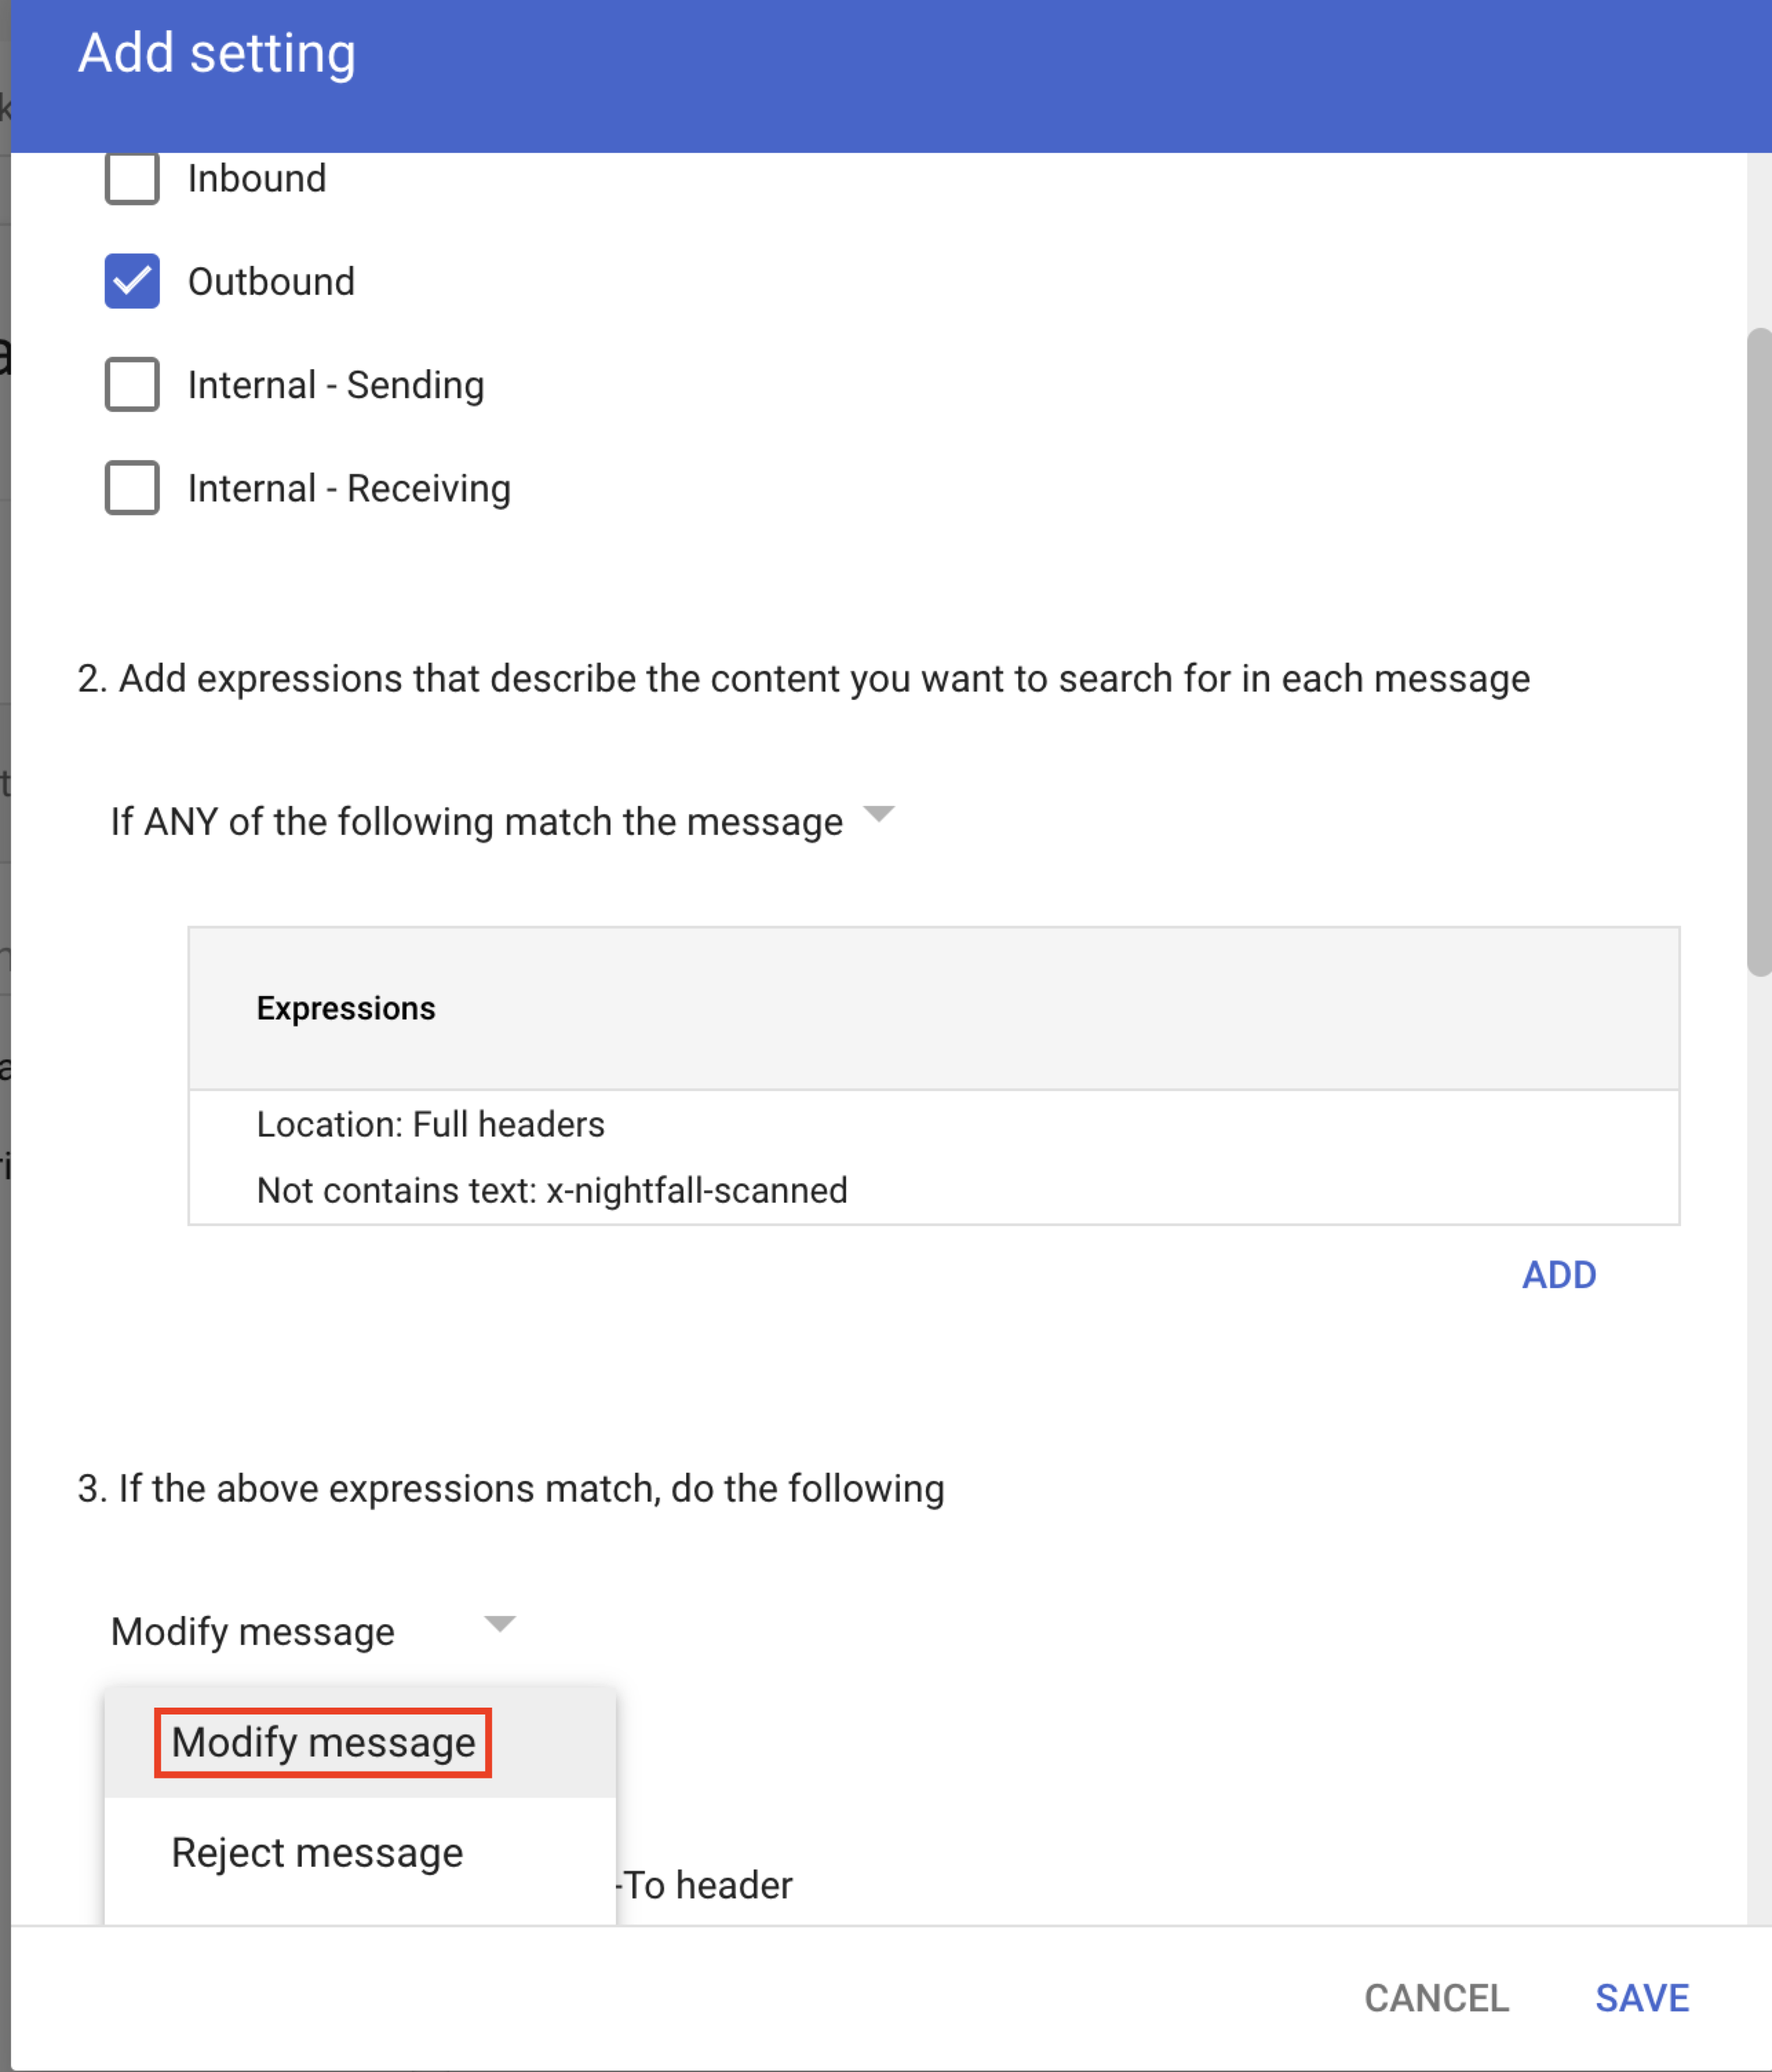 Add setting
Inbound
Outbound
Internal - Sending
Internal - Receiving
2. Add expressions that describe the content you want to search for in each message
If ANY of the following match the message
Expressions
Location: Full headers
Not contains text: x-nightfall-scanned
ADD
3. If the above expressions match, do the following
Modify message
Modify message
Reject message
-To header
CANCEL
SAVE